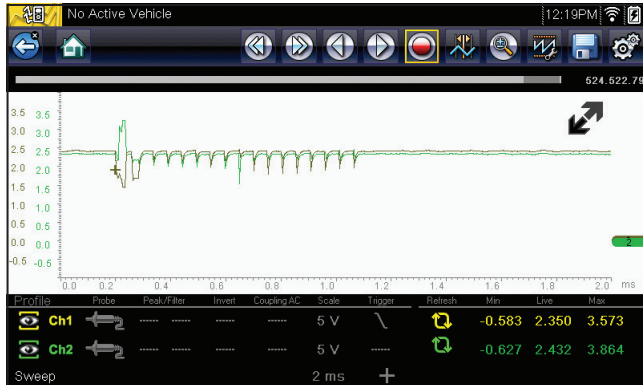 No Active Vehicle 12:19PM
524.522.79
3.5 3.5
3.0 3.0
2.5 2.5
2.0 2.0
1.5 1.5
1.0 1.0
0.5 0.5
0.0 0.0
-0.5 -0.5
2
0.0 0.2 0.4 0.6 0.8 1.0 1.2 1.4 1.6 1.8 2.0 ms
Profile Probe Peak/Filter Invert Coupling AC Scale Trigger Refresh Min Live Max
Ch1 2 ------ ------ ------ ------ 5 V -0.583 2.350 3.573
Ch2 2 ------ ------ ------ ------ 5 V ------ -0.627 2.432 3.864
Sweep 2 ms +